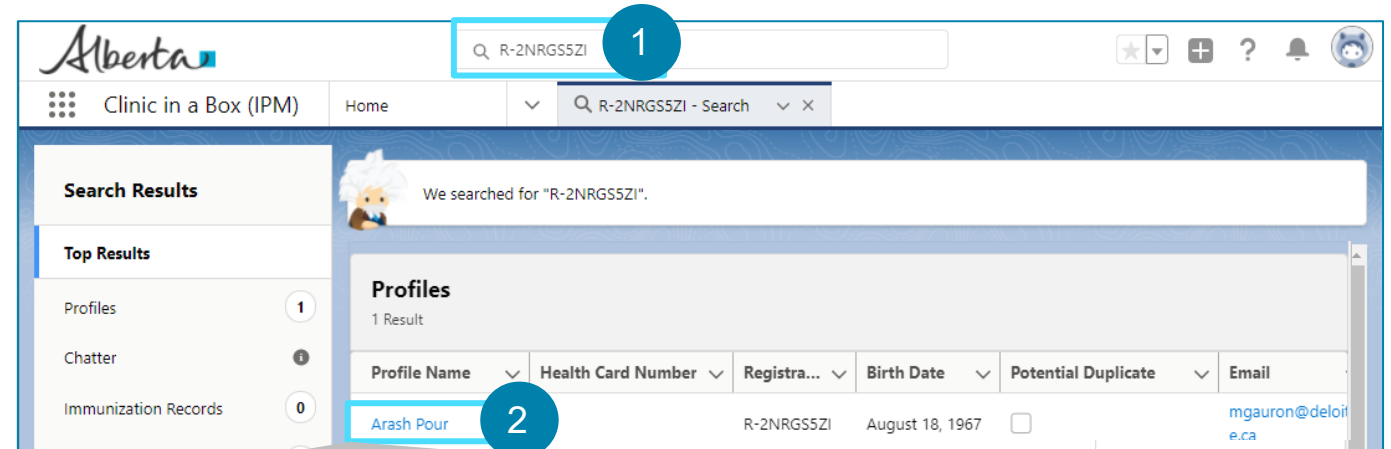 Alberta
R-2NRGS5ZI
1
?
Clinic in a Box (IPM)
Home
R-2NRGS5ZI - Search
Search Results
We searched for "R-2NRGS5ZI".
Top Results
Profiles
1
Chatter
Immunization Records
0
Profiles
1 Result
Profile Name
Health Card Number
Registra...
Birth Date
Potential Duplicate
Email
Arash Pour
2
R-2NRGS5ZI
August 18, 1967
mgauron@deloit
e.ca